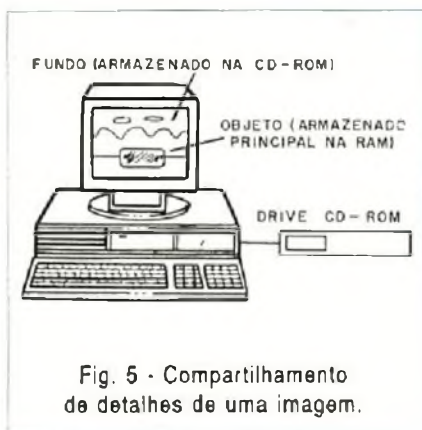 FUNDO (ARMAZENADO NA CD-ROM)
OBJETO (ARMAZENADO
PRINCIPAL NA RAM)
DRIVE CD-ROM
Fig. 5 - Compartilhamento
de detalhes de uma imagem.